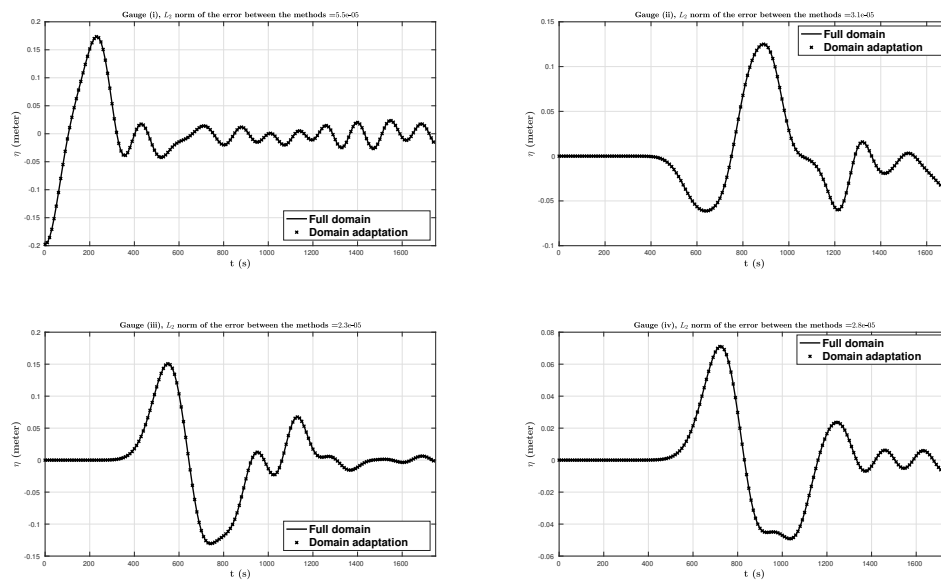 Gauge (i), L2 norm of the error between the methods =5.5e-05
0.2
0.15
0.1
0.05
0
-0.05
-0.1
-0.15
-0.2
η (meter)
Full domain
Domain adaptation
0 200 400 600 800 1000 1200 1400 1600
t (s)
Gauge (ii), L2 norm of the error between the methods =3.1e-05
0.15
0.1
0.05
0
-0.05
-0.1
η (meter)
Full domain
Domain adaptation
0 200 400 600 800 1000 1200 1400 1600
t (s)
Gauge (iii), L2 norm of the error between the methods =2.3e-05
0.2
0.15
0.1
0.05
0
-0.05
-0.1
-0.15
η (meter)
Full domain
Domain adaptation
0 200 400 600 800 1000 1200 1400 1600
t (s)
Gauge (iv), L2 norm of the error between the methods =2.8e-05
0.08
0.06
0.04
0.02
0
-0.02
-0.04
-0.06
η (meter)
Full domain
Domain adaptation
0 200 400 600 800 1000 1200 1400 1600
t (s)